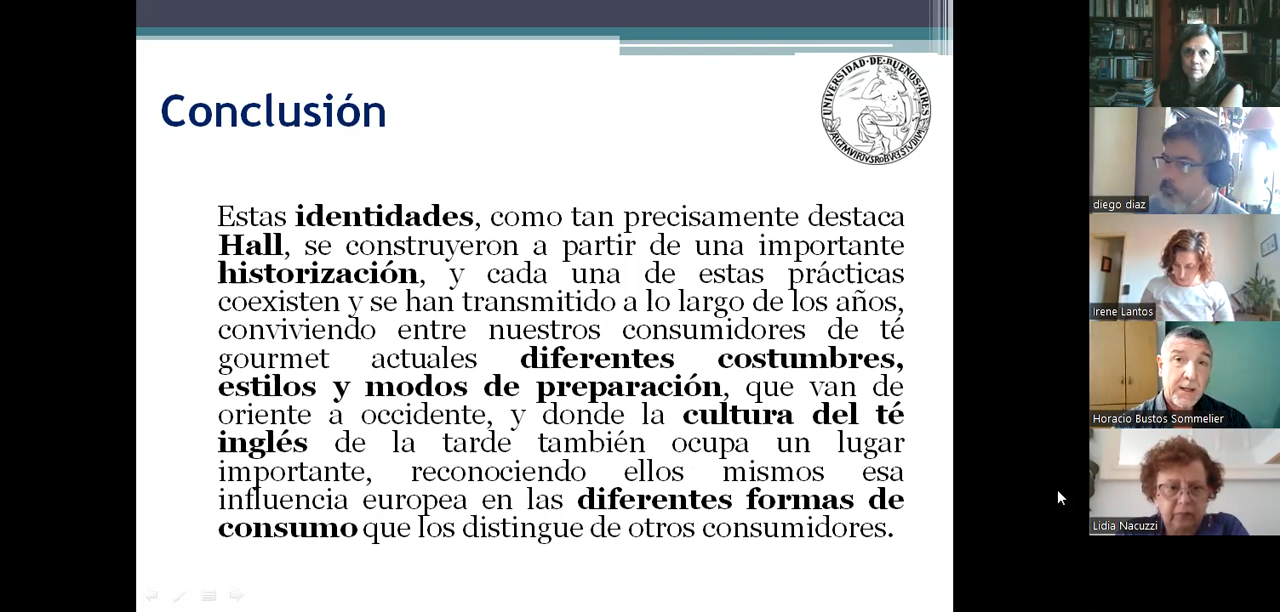 Conclusión
UNIVERSIDAD·DE·BUENOS·AIRES
Estas identidades, como tan precisamente destaca
Hall, se construyeron a partir de una importante
historización, y cada una de estas prácticas
coexisten y se han transmitido a lo largo de los años,
conviviendo entre nuestros consumidores de té
gourmet actuales diferentes costumbres,
estilos y modos de preparación, que van de
oriente a occidente, y donde la cultura del té
inglés de la tarde también ocupa un lugar
importante, reconociendo ellos mismos esa
influencia europea en las diferentes formas de
consumo que los distingue de otros consumidores.
diego diaz
Irene Lantos
Horacio Bustos Sommelier
Lidia Nacuzzi